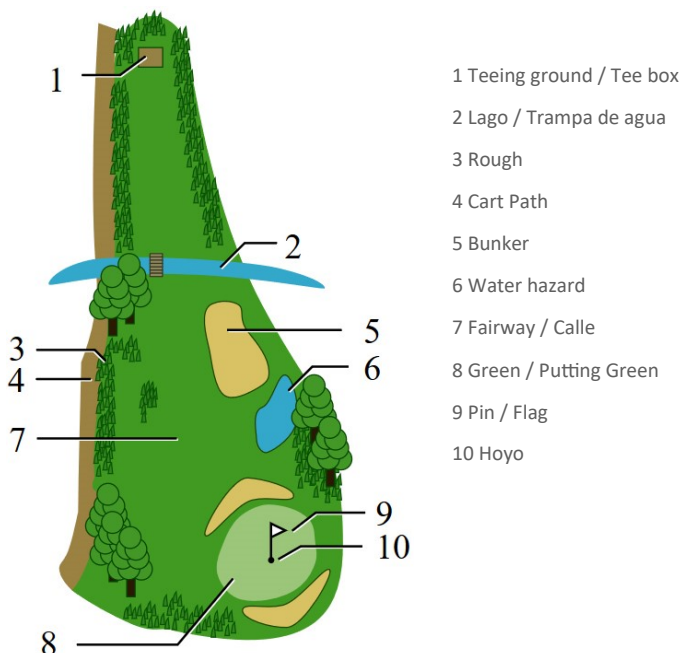 1
2
3
4
5
6
7
8
9
10
1 Teeing ground / Tee box
2 Lago / Trampa de agua
3 Rough
4 Cart Path
5 Bunker
6 Water hazard
7 Fairway / Calle
8 Green / Putting Green
9 Pin / Flag
10 Hoyo